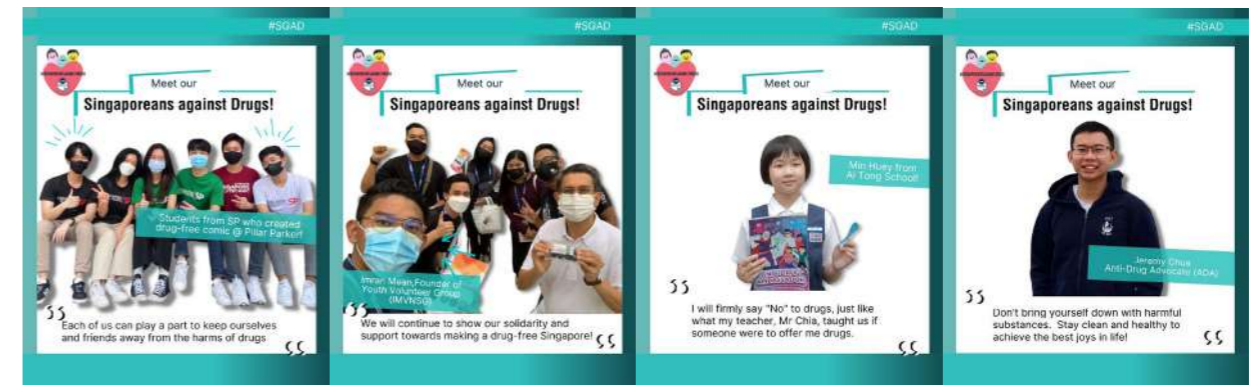 #SGAD
Meet our
Singaporeans against Drugs!
Students from SP who created
drug-free comic @ Pillar Parker!
Each of us can play a part to keep ourselves
and friends away from the harms of drugs
#SGAD
Meet our
Singaporeans against Drugs!
Imran Mean,Founder of
Youth Volunteer Group
(IMVNSG)
We will continue to show our solidarity and
support towards making a drug-free Singapore!
#SGAD
Meet our
Singaporeans against Drugs!
Min Huey from
Ai Tong School!
I will firmly say "No" to drugs, just like
what my teacher, Mr Chia, taught us if
someone were to offer me drugs.
#SGAD
Meet our
Singaporeans against Drugs!
Jeremy Chua
Anti-Drug Advocate (ADA)
Don't bring yourself down with harmful
substances. Stay clean and healthy to
achieve the best joys in life!